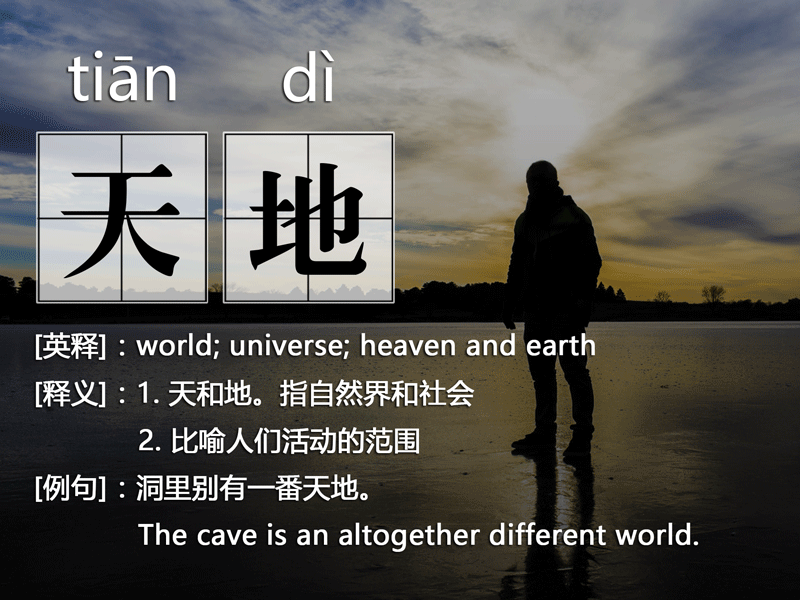 tiān dì
天地
[英释]：world; universe; heaven and earth
[释义]：1. 天和地。指自然界和社会
2. 比喻人们活动的范围
[例句]：洞里别有一番天地。
The cave is an altogether different world.